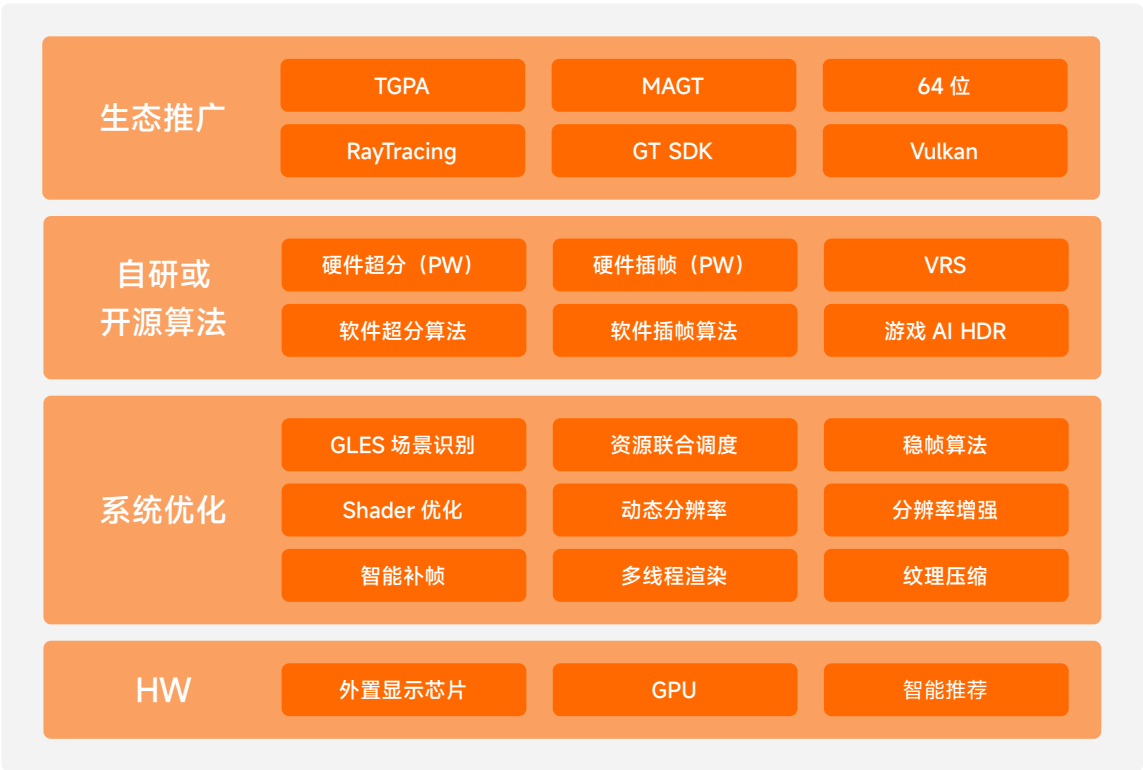 生态推广
TGPA
MAGT
64 位
RayTracing
GT SDK
Vulkan
自研或
开源算法
硬件超分（PW）
硬件插帧（PW）
VRS
软件超分算法
软件插帧算法
游戏 AI HDR
系统优化
GLES 场景识别
资源联合调度
稳帧算法
Shader 优化
动态分辨率
分辨率增强
智能补帧
多线程渲染
纹理压缩
HW
外置显示芯片
GPU
智能推荐